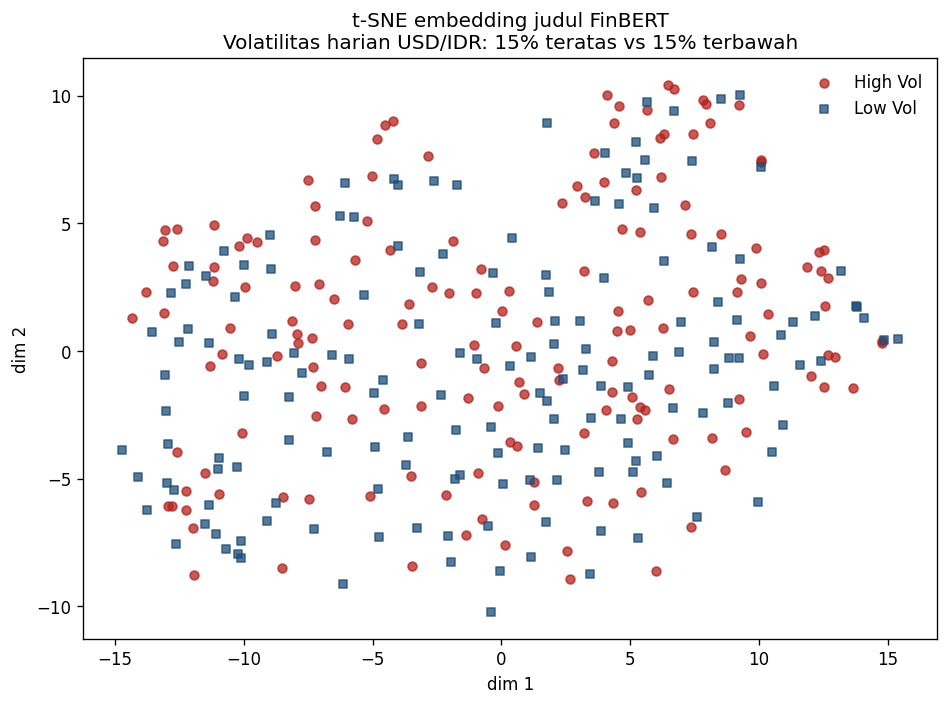 t-SNE embedding judul FinBERT
Volatilitas harian USD/IDR: 15% teratas vs 15% terbawah
High Vol
Low Vol
10
5
0
−5
−10
dim 2
−15
−10
−5
0
5
10
15
dim 1